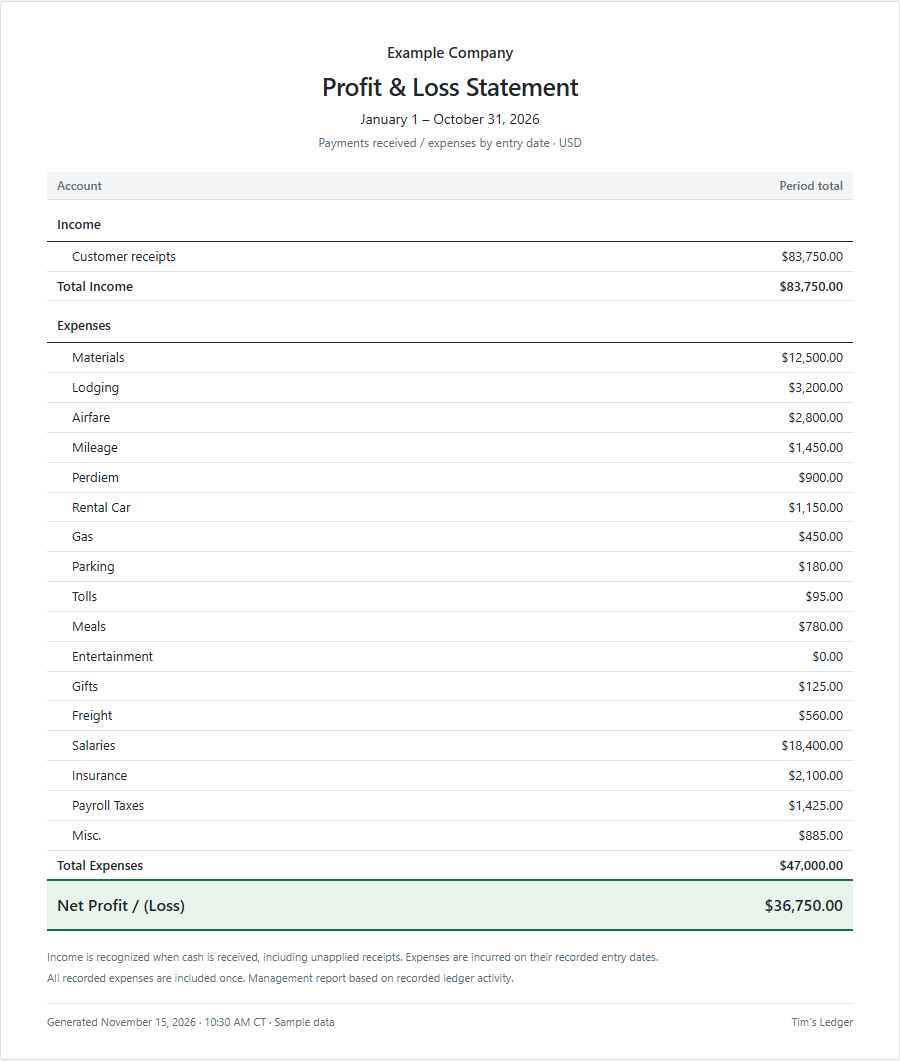 Example Company
Profit & Loss Statement
January 1 – October 31, 2026
Payments received / expenses by entry date · USD
Account Period total
Income
Customer receipts $83,750.00
Total Income $83,750.00
Expenses
Materials $12,500.00
Lodging $3,200.00
Airfare $2,800.00
Mileage $1,450.00
Perdiem $900.00
Rental Car $1,150.00
Gas $450.00
Parking $180.00
Tolls $95.00
Meals $780.00
Entertainment $0.00
Gifts $125.00
Freight $560.00
Salaries $18,400.00
Insurance $2,100.00
Payroll Taxes $1,425.00
Misc. $885.00
Total Expenses $47,000.00
Net Profit / (Loss) $36,750.00
Income is recognized when cash is received, including unapplied receipts. Expenses are incurred on their recorded entry dates.
All recorded expenses are included once. Management report based on recorded ledger activity.
Generated November 15, 2026 · 10:30 AM CT · Sample data Tim's Ledger